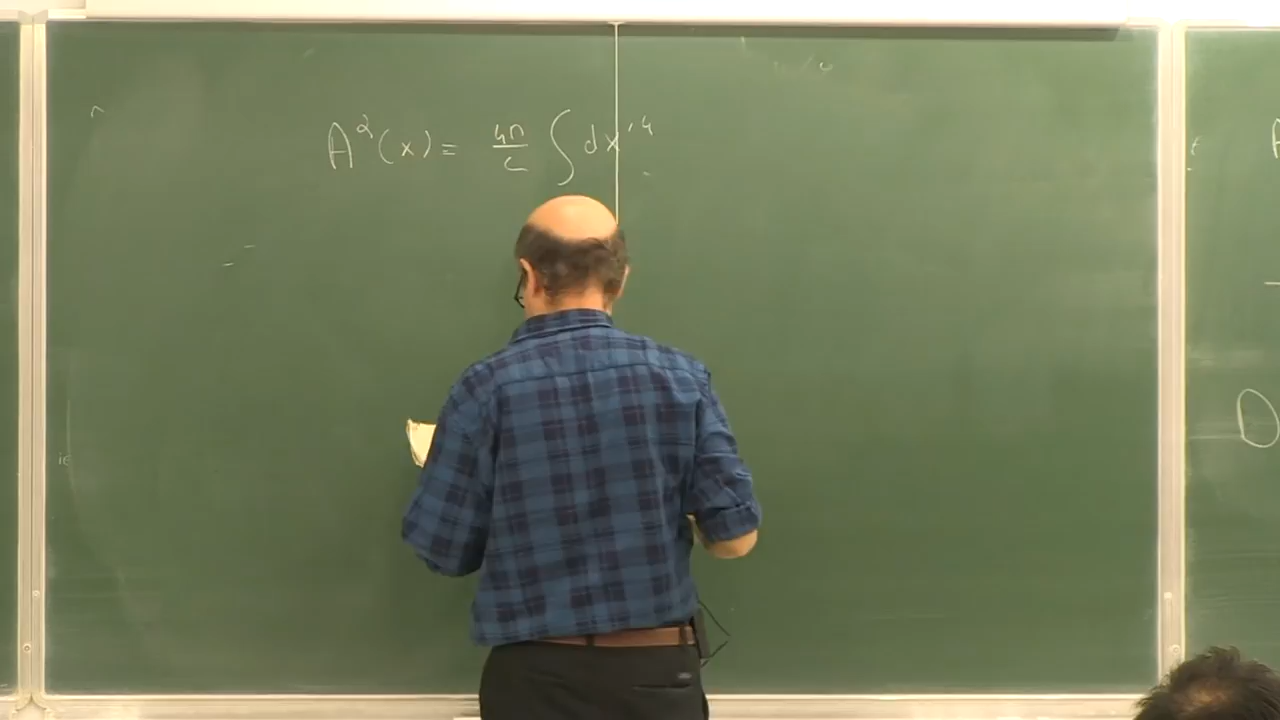 A^α(x) = 4π/c ∫ dx'^4